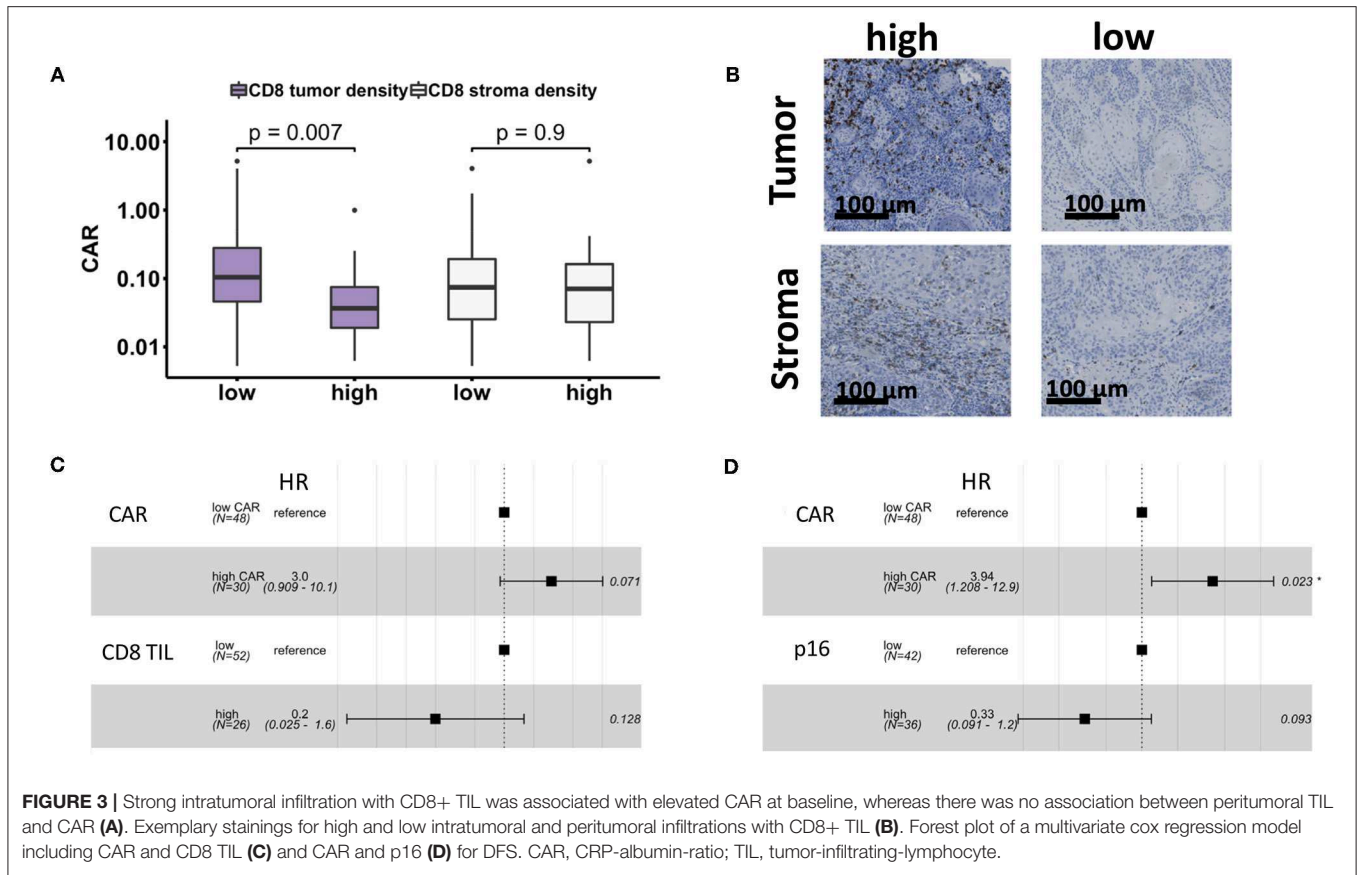 A
CD8 tumor density CD8 stroma density
p = 0.007
p = 0.9
CAR
10.00
1.00
0.10
0.01
low high low high
B
high low
Tumor
100 µm
100 µm
Stroma
100 µm
100 µm
C
HR
CAR
low CAR
(N=48)
reference
high CAR
(N=30)
3.0
(0.909 - 10.1)
0.071
CD8 TIL
low
(N=52)
reference
high
(N=26)
0.2
(0.025 - 1.6)
0.128
D
HR
CAR
low CAR
(N=48)
reference
high CAR
(N=30)
3.94
(1.208 - 12.9)
0.023 *
p16
low
(N=42)
reference
high
(N=36)
0.33
(0.091 - 1.2)
0.093
FIGURE 3 | Strong intratumoral infiltration with CD8+ TIL was associated with elevated CAR at baseline, whereas there was no association between peritumoral TIL
and CAR (A). Exemplary stainings for high and low intratumoral and peritumoral infiltrations with CD8+ TIL (B). Forest plot of a multivariate cox regression model
including CAR and CD8 TIL (C) and CAR and p16 (D) for DFS. CAR, CRP-albumin-ratio; TIL, tumor-infiltrating-lymphocyte.